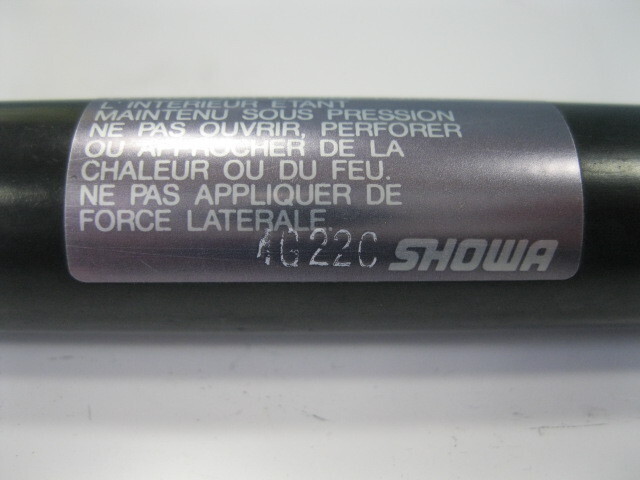 L'INTERIEUR ETANT
MAINTENU SOUS PRESSION
NE PAS OUVRIR, PERFORER
OU APPROCHER DE LA
CHALEUR OU DU FEU.
NE PAS APPLIQUER DE
FORCE LATERALE.
1G22C SHOWA